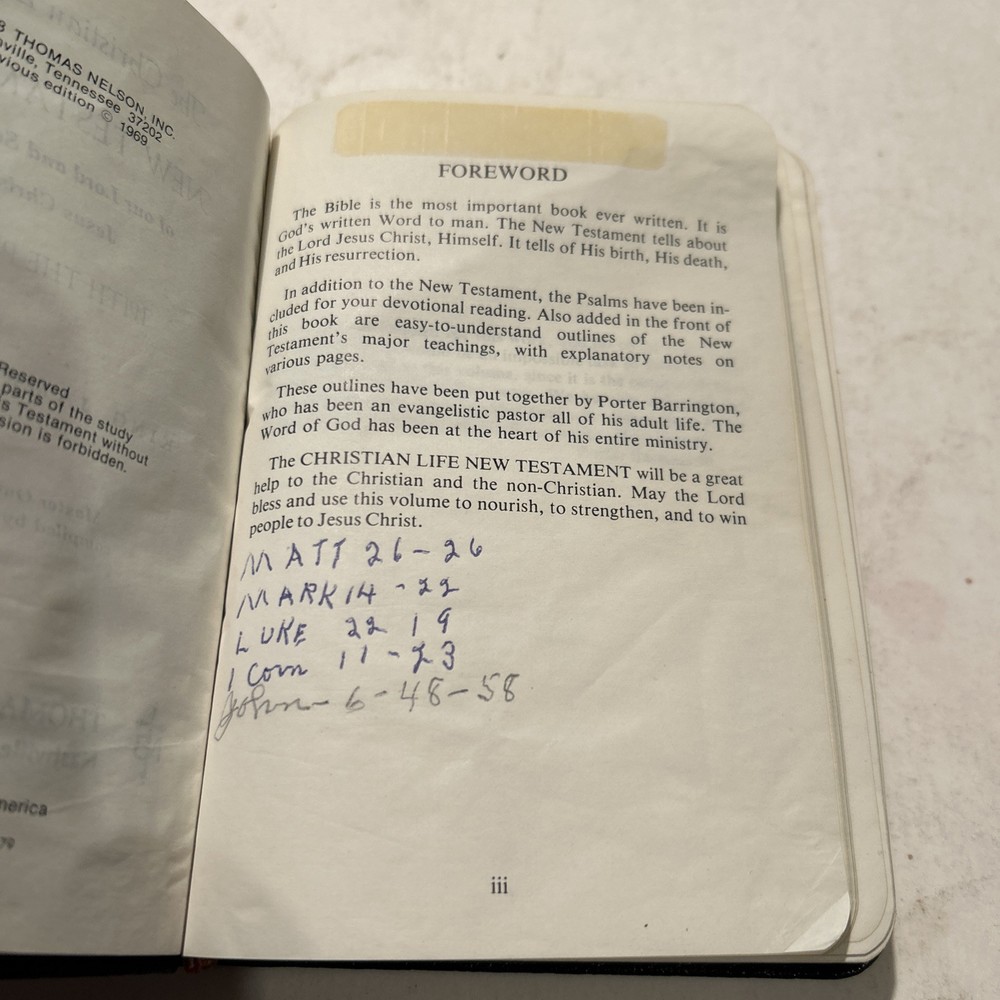 8 THOMAS NELSON, INC.
ville, Tennessee 37202
vious edition © 1969
Reserved
parts of the study
s Testament without
sion is forbidden.
merica
79
FOREWORD
The Bible is the most important book ever written. It is
God's written Word to man. The New Testament tells about
the Lord Jesus Christ, Himself. It tells of His birth, His death,
and His resurrection.
In addition to the New Testament, the Psalms have been in-
cluded for your devotional reading. Also added in the front of
this book are easy-to-understand outlines of the New
Testament's major teachings, with explanatory notes on
various pages.
These outlines have been put together by Porter Barrington,
who has been an evangelistic pastor all of his adult life. The
Word of God has been at the heart of his entire ministry.
The CHRISTIAN LIFE NEW TESTAMENT will be a great
help to the Christian and the non-Christian. May the Lord
bless and use this volume to nourish, to strengthen, and to win
people to Jesus Christ.
MATT 26-26
MARK 14-22
LUKE 22 19
1 Corn 11-23
John- 6-48-58
iii